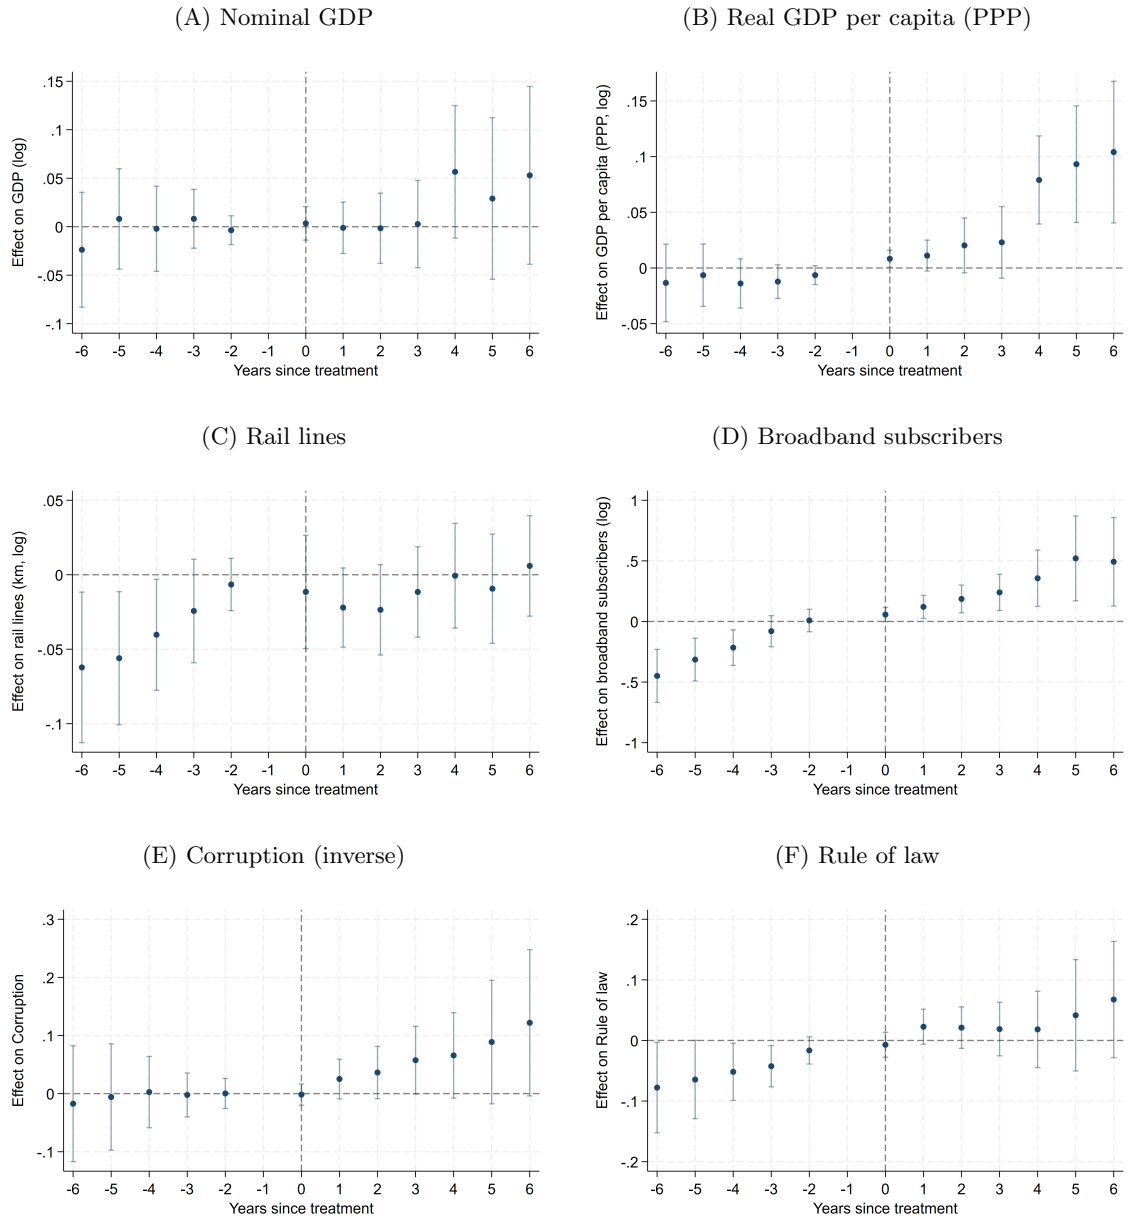 (A) Nominal GDP
Effect on GDP (log)
.15
.1
.05
0
-.05
-.1
-6 -5 -4 -3 -2 -1 0 1 2 3 4 5 6
Years since treatment
(B) Real GDP per capita (PPP)
Effect on GDP per capita (PPP, log)
.15
.1
.05
0
-.05
-6 -5 -4 -3 -2 -1 0 1 2 3 4 5 6
Years since treatment
(C) Rail lines
Effect on rail lines (km, log)
.05
0
-.05
-.1
-6 -5 -4 -3 -2 -1 0 1 2 3 4 5 6
Years since treatment
(D) Broadband subscribers
Effect on broadband subscribers (log)
1
.5
0
-.5
-1
-6 -5 -4 -3 -2 -1 0 1 2 3 4 5 6
Years since treatment
(E) Corruption (inverse)
Effect on Corruption
.3
.2
.1
0
-.1
-6 -5 -4 -3 -2 -1 0 1 2 3 4 5 6
Years since treatment
(F) Rule of law
Effect on Rule of law
.2
.1
0
-.1
-.2
-6 -5 -4 -3 -2 -1 0 1 2 3 4 5 6
Years since treatment